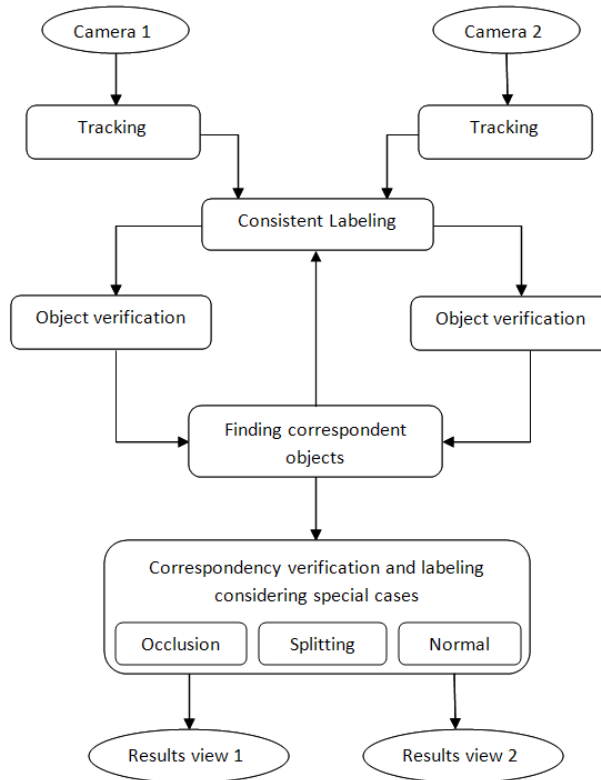 Camera 1
Camera 2
Tracking
Tracking
Consistent Labeling
Object verification
Object verification
Finding correspondent
objects
Correspondency verification and labeling
considering special cases
Occlusion
Splitting
Normal
Results view 1
Results view 2